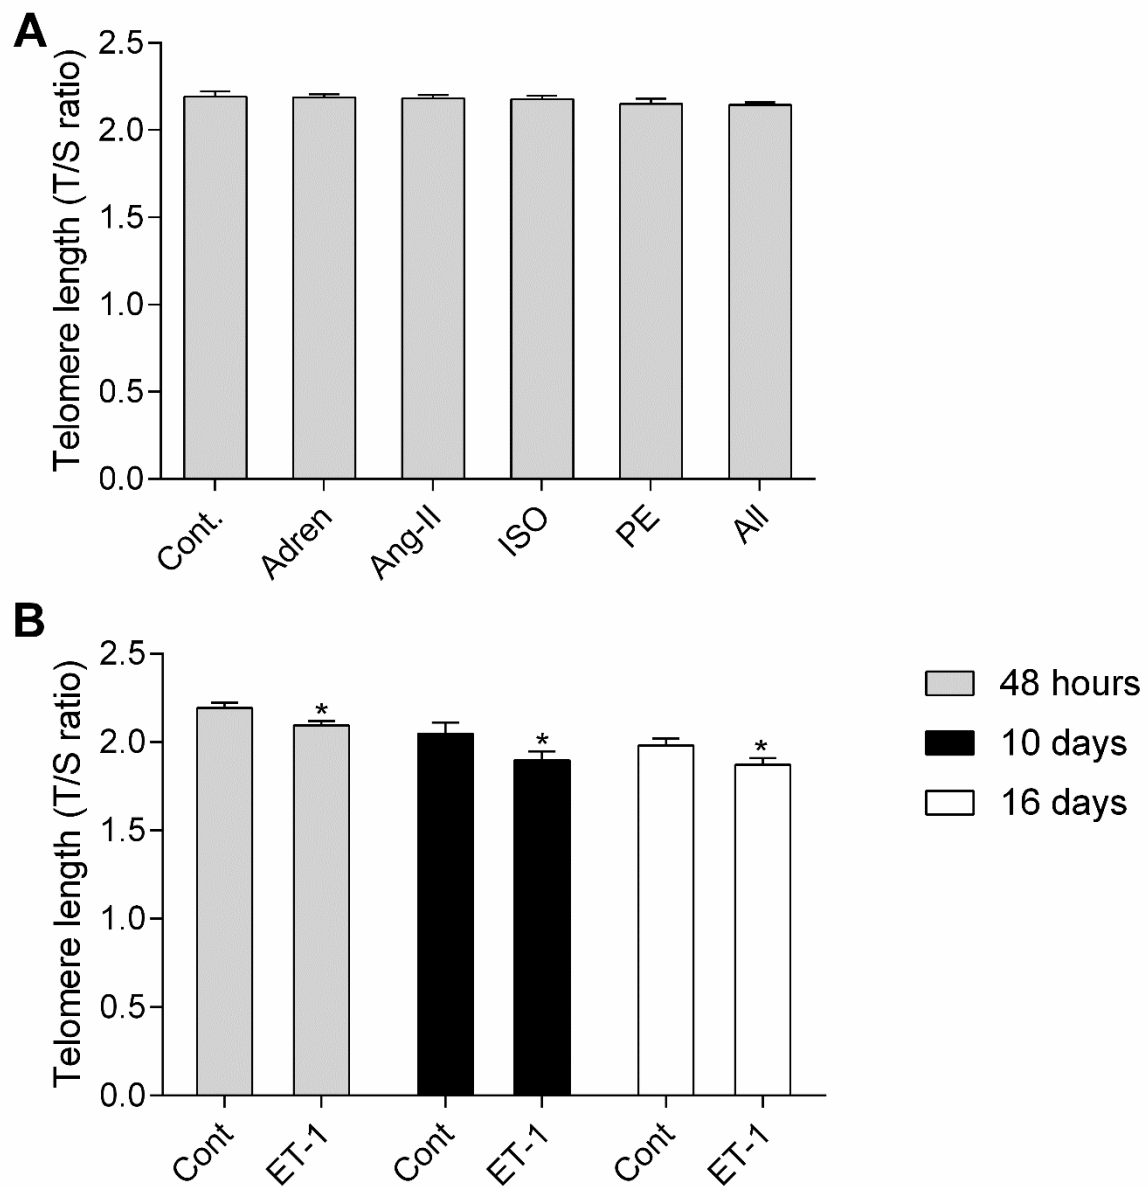 A
Telomere length (T/S ratio)
2.5
2.0
1.5
1.0
0.5
0.0
Cont.
Adren
Ang-II
ISO
PE
All
B
Telomere length (T/S ratio)
2.5
2.0
1.5
1.0
0.5
0.0
*
*
*
Cont
ET-1
Cont
ET-1
Cont
ET-1
48 hours
10 days
16 days